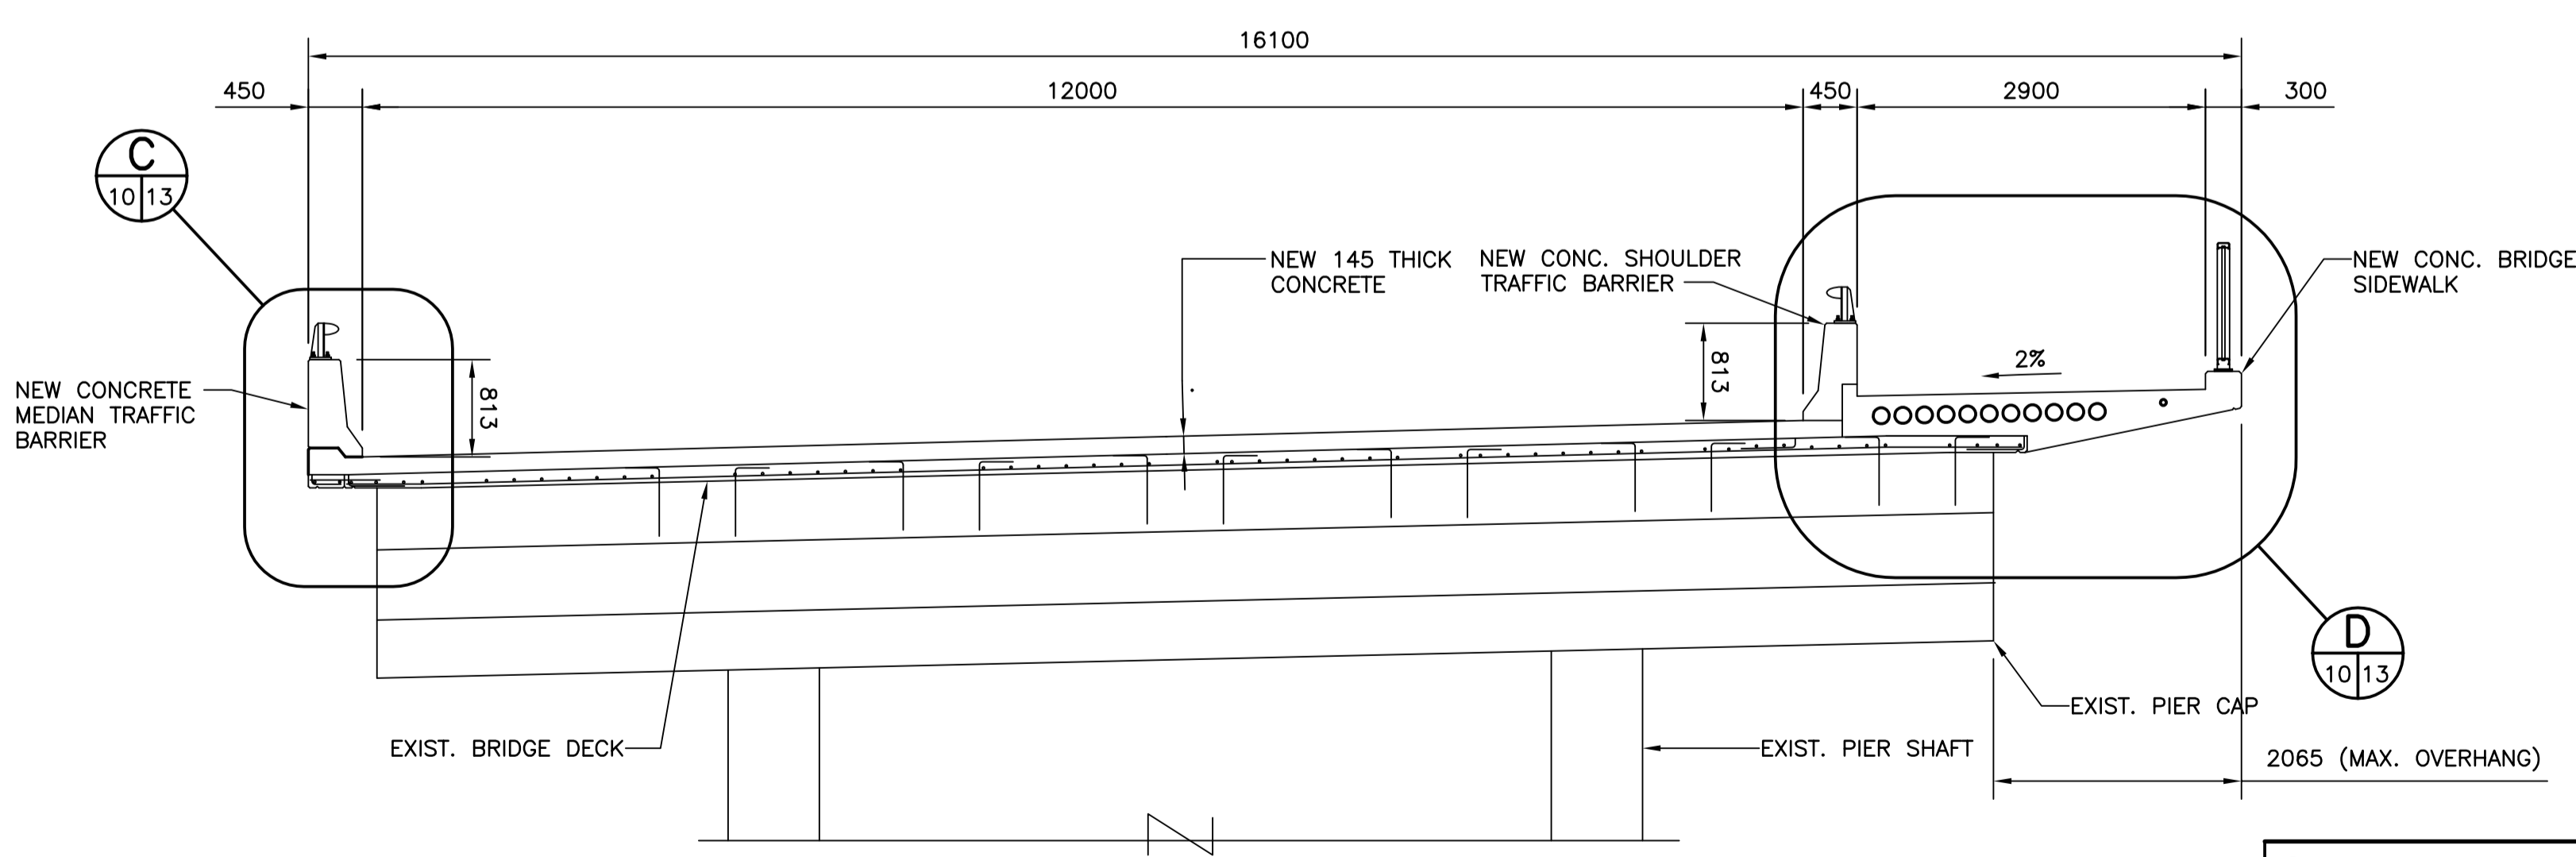 16100
450
12000
450
2900
300
C
10 13
NEW 145 THICK
CONCRETE
NEW CONC. SHOULDER
TRAFFIC BARRIER
NEW CONC. BRIDGE
SIDEWALK
2%
813
813
NEW CONCRETE
MEDIAN TRAFFIC
BARRIER
D
10 13
EXIST. PIER CAP
EXIST. BRIDGE DECK
EXIST. PIER SHAFT
2065 (MAX. OVERHANG)